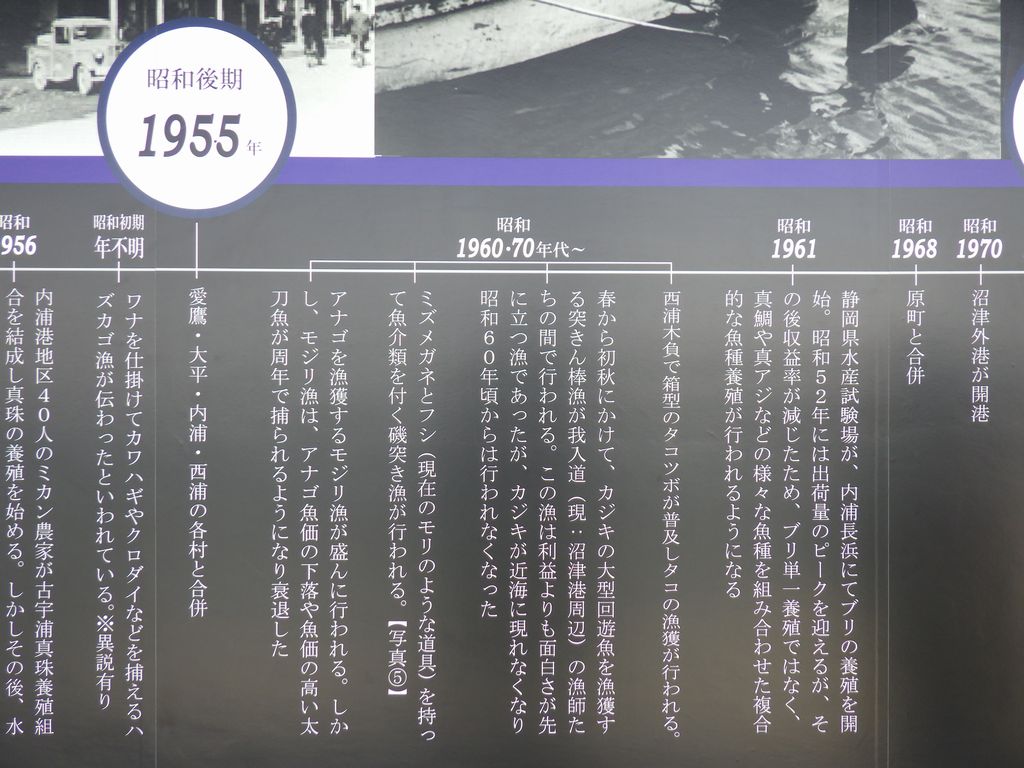 昭和後期
1955年
昭和
1970
沼津外港が開港
昭和
1968
原町と合併
昭和
1961
静岡県水産試験場が、内浦長浜にてブリの養殖を開
始。昭和52年には出荷量のピークを迎えるが、そ
の後収益率が減じたため、ブリ単一養殖ではなく、
真鯛や真アジなどの様々な魚種を組み合わせた複合
的な魚種養殖が行われるようになる
昭和
1960・70年代～
西浦木負で箱型のタコツボが普及しタコの漁獲が行われる。
春から初秋にかけて、カジキの大型回遊魚を漁獲す
る突きん棒漁が我入道（現：沼津港周辺）の漁師た
ちの間で行われる。この漁は利益よりも面白さが先
に立つ漁であったが、カジキが近海に現れなくなり
昭和60年頃からは行われなくなった
ミズメガネとフシ（現在のモリのような道具）を持っ
て魚介類を付く磯突き漁が行われる。【写真⑤】
アナゴを漁獲するモジリ漁が盛んに行われる。しか
し、モジリ漁は、アナゴ魚価の下落や魚価の高い太
刀魚が周年で捕られるようになり衰退した
愛鷹・大平・内浦・西浦の各村と合併
昭和初期
年不明
ワナを仕掛けてカワハギやクロダイなどを捕えるハ
ズカゴ漁が伝わったといわれている。※異説有り
昭和
956
内浦港地区40人のミカン農家が古宇浦真珠養殖組
合を結成し真珠の養殖を始める。しかしその後、水